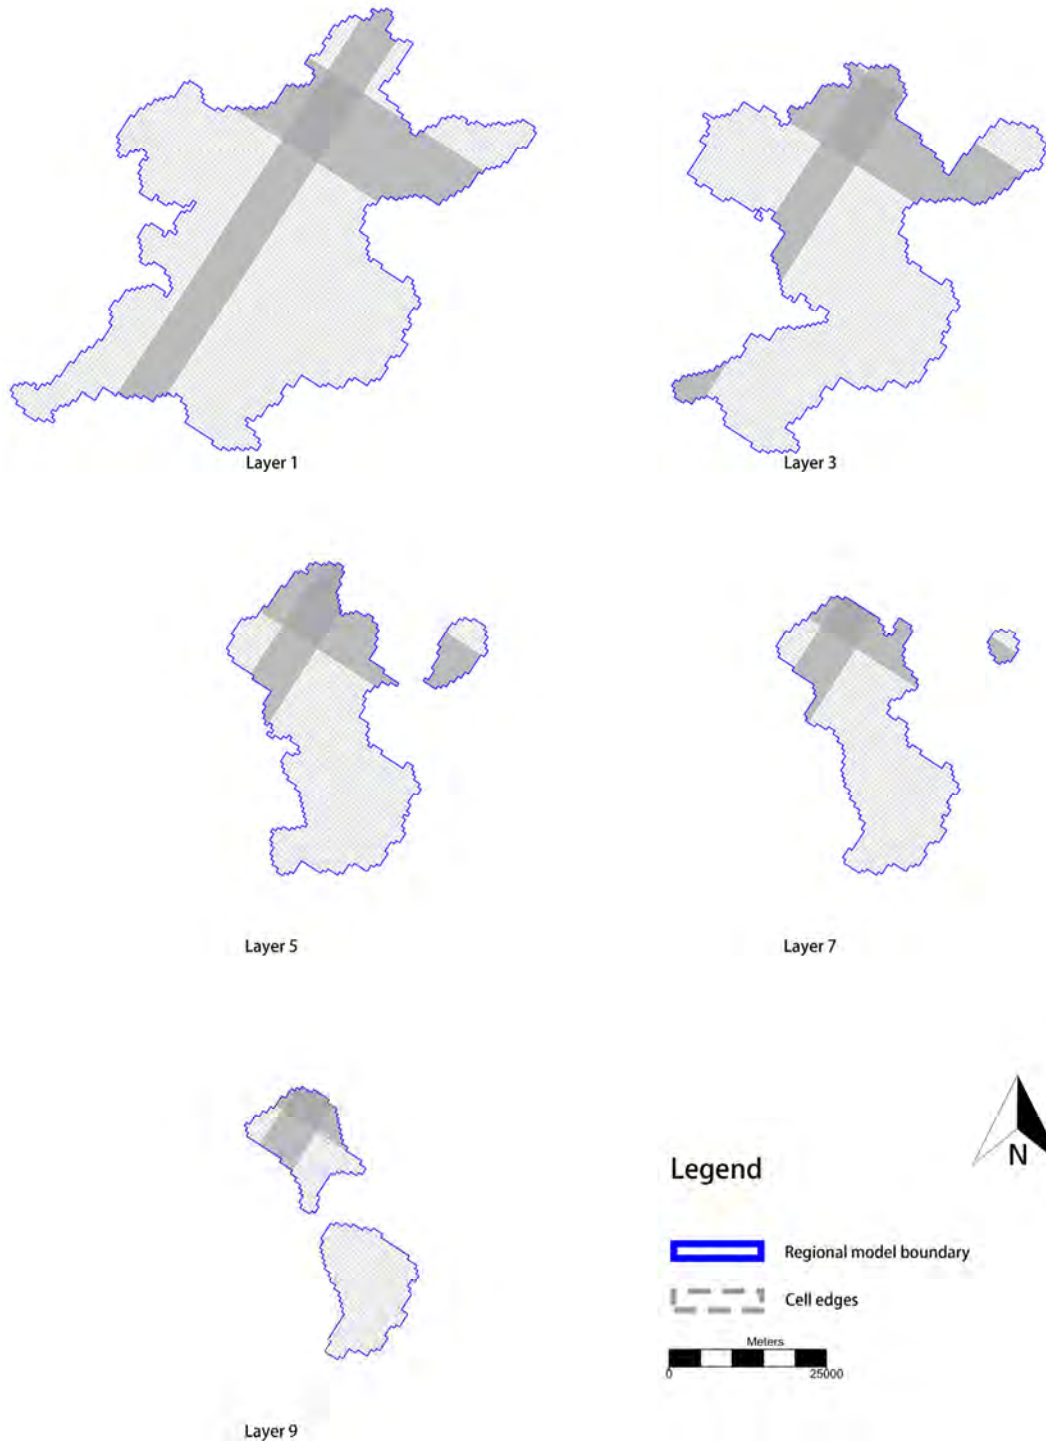 Layer 1
Layer 3
Layer 5
Layer 7
Layer 9
N
Legend
Regional model boundary
Cell edges
Meters
0 25000